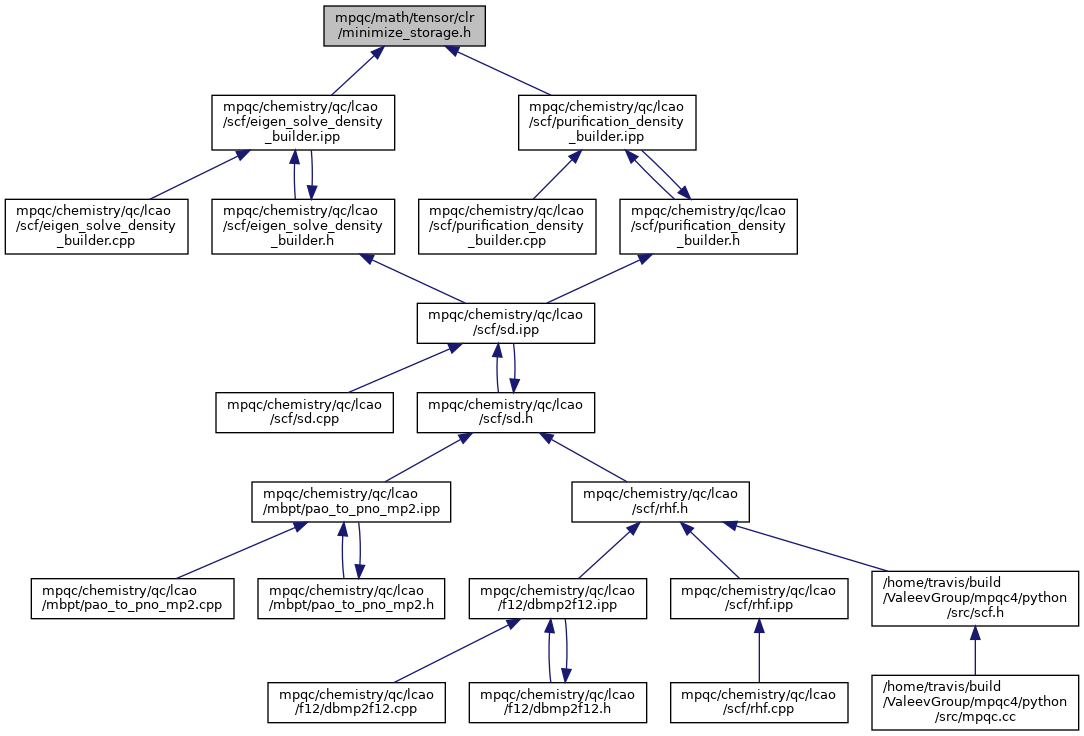 mpqc/math/tensor/clr
/minimize_storage.h
mpqc/chemistry/qc/lcao
/scf/eigen_solve_density
_builder.ipp
mpqc/chemistry/qc/lcao
/scf/purification_density
_builder.ipp
mpqc/chemistry/qc/lcao
/scf/eigen_solve_density
_builder.cpp
mpqc/chemistry/qc/lcao
/scf/eigen_solve_density
_builder.h
mpqc/chemistry/qc/lcao
/scf/purification_density
_builder.cpp
mpqc/chemistry/qc/lcao
/scf/purification_density
_builder.h
mpqc/chemistry/qc/lcao
/scf/sd.ipp
mpqc/chemistry/qc/lcao
/scf/sd.cpp
mpqc/chemistry/qc/lcao
/scf/sd.h
mpqc/chemistry/qc/lcao
/mbpt/pao_to_pno_mp2.ipp
mpqc/chemistry/qc/lcao
/scf/rhf.h
mpqc/chemistry/qc/lcao
/mbpt/pao_to_pno_mp2.cpp
mpqc/chemistry/qc/lcao
/mbpt/pao_to_pno_mp2.h
mpqc/chemistry/qc/lcao
/f12/dbmp2f12.ipp
mpqc/chemistry/qc/lcao
/scf/rhf.ipp
/home/travis/build
/ValeevGroup/mpqc4/python
/src/scf.h
mpqc/chemistry/qc/lcao
/f12/dbmp2f12.cpp
mpqc/chemistry/qc/lcao
/f12/dbmp2f12.h
mpqc/chemistry/qc/lcao
/scf/rhf.cpp
/home/travis/build
/ValeevGroup/mpqc4/python
/src/mpqc.cc